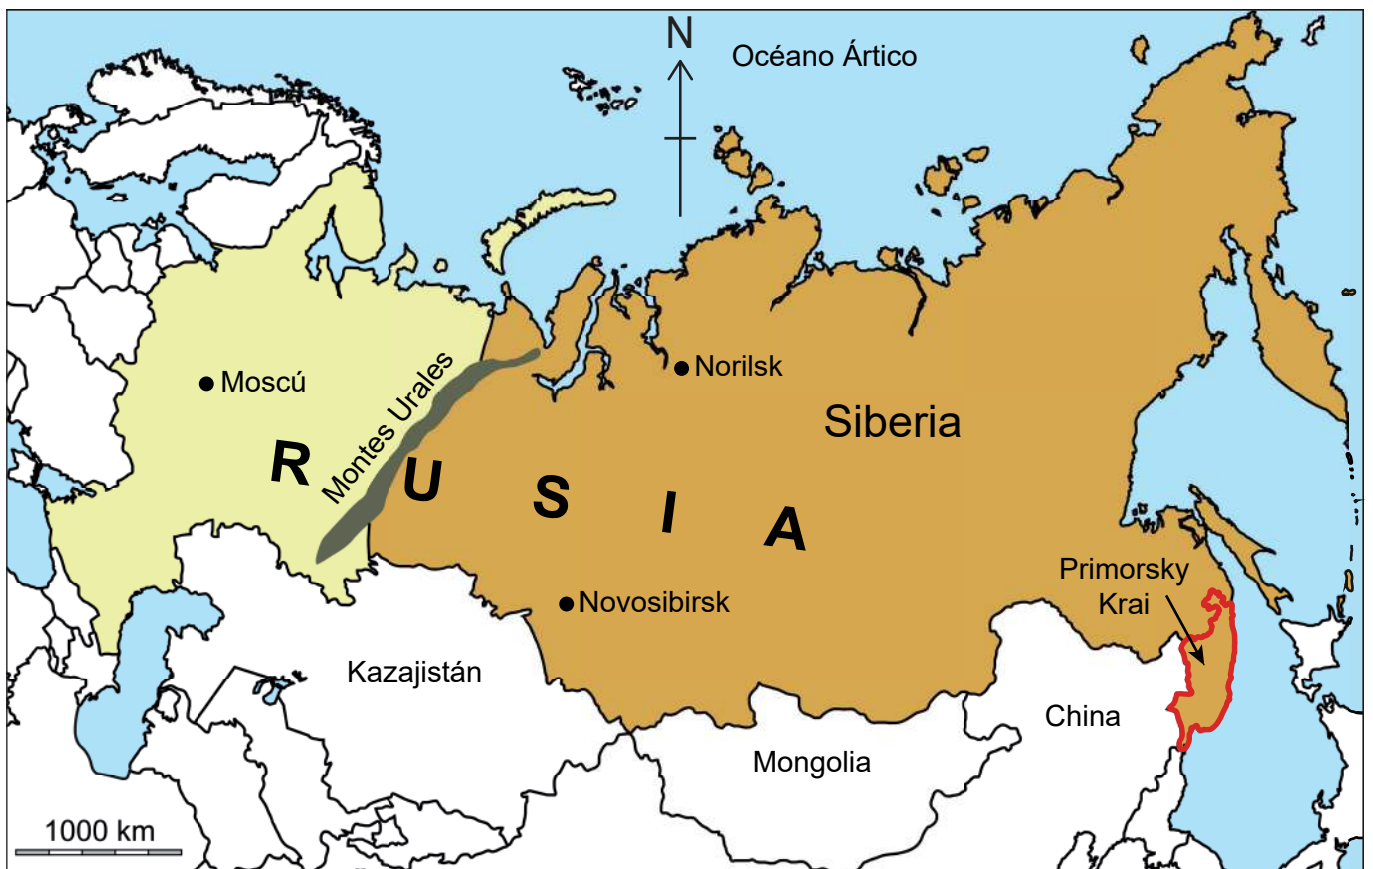 N
Océano Ártico
Norilsk
Moscú
Montes Urales
Siberia
R U S I A
Primorsky
Krai
Novosibirsk
Kazajistán
China
Mongolia
1000 km